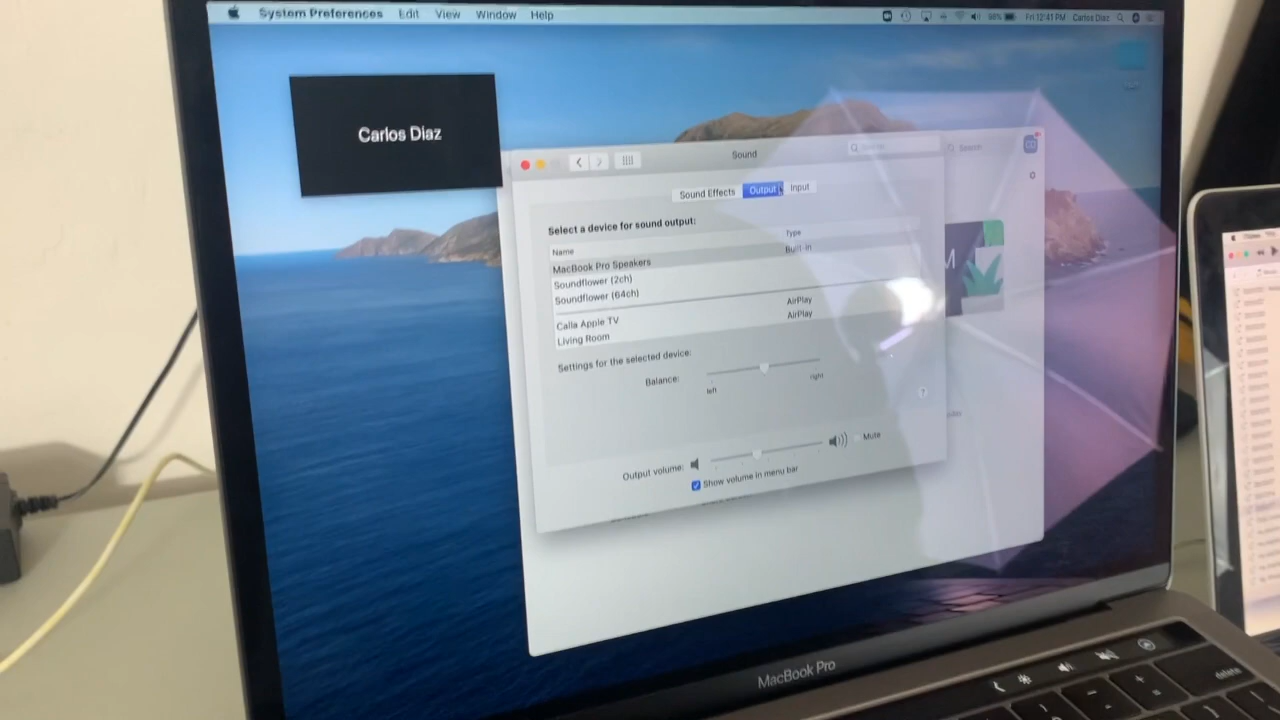 System Preferences Edit View Window Help
98% Fri 12:41 PM Carlos Diaz
Carlos Diaz
Sound
Search
Sound Effects Output Input
Select a device for sound output:
Name Type
MacBook Pro Speakers Built-in
Soundflower (2ch)
Soundflower (64ch)
Calla Apple TV AirPlay
Living Room AirPlay
Settings for the selected device:
Balance:
left right
Output volume: Mute
Show volume in menu bar
MacBook Pro
delete